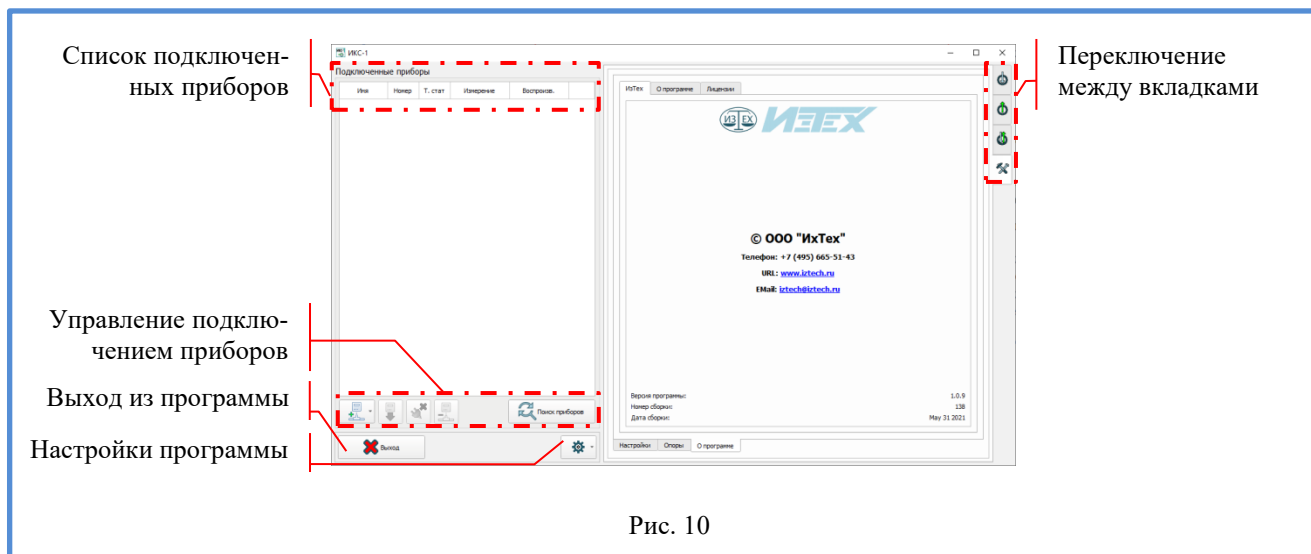 Список подключен-
ных приборов
Управление подклю-
чением приборов
Выход из программы
Настройки программы
ИКС-1
Подключенные приборы
Имя Номер Т. стат Измерение Воспроизв.
Поиск приборов
Выход
ИзТех О программе Лицензии
ИЗ ЕХ ИЗТЕХ
© ООО "ИхТех"
Телефон: +7 (495) 665-51-43
URL: www.iztech.ru
EMail: iztech@iztech.ru
Версия программы: 1.0.9
Номер сборки: 138
Дата сборки: May 31 2021
Настройки Опоры О программе
Переключение
между вкладками
Рис. 10